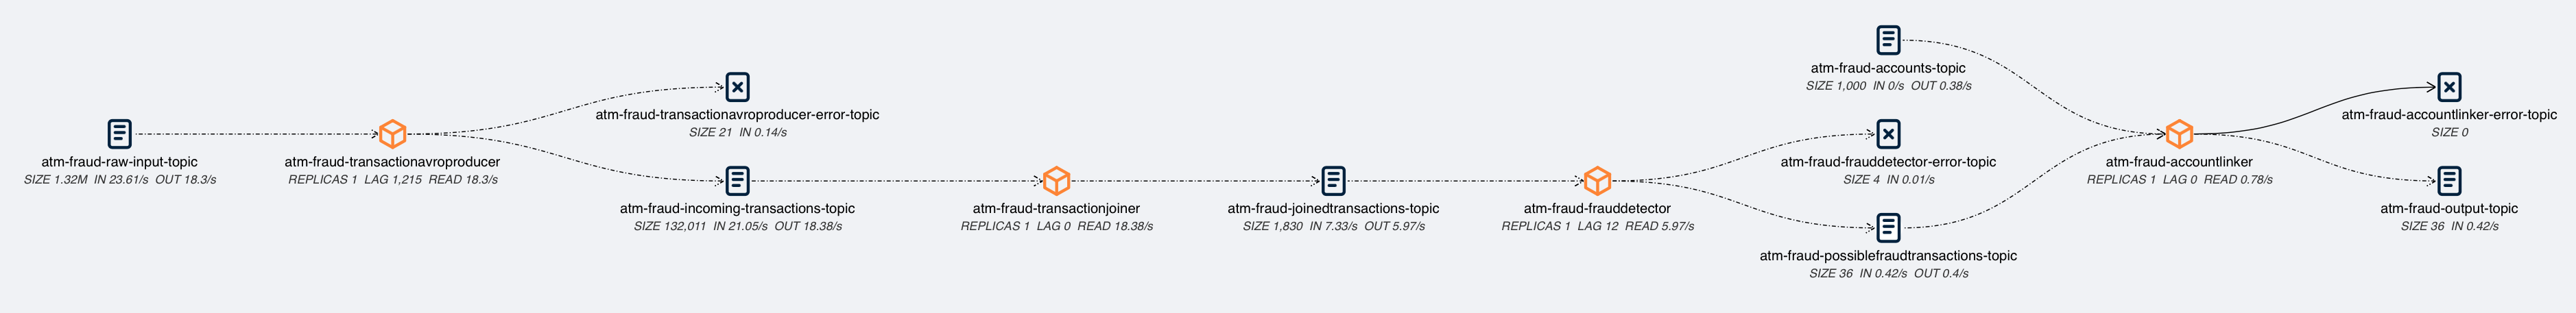 atm-fraud-raw-input-topic
SIZE 1.32M IN 23.61/s OUT 18.3/s
atm-fraud-transactionavroproducer
REPLICAS 1 LAG 1,215 READ 18.3/s
atm-fraud-transactionavroproducer-error-topic
SIZE 21 IN 0.14/s
atm-fraud-incoming-transactions-topic
SIZE 132,011 IN 21.05/s OUT 18.38/s
atm-fraud-transactionjoiner
REPLICAS 1 LAG 0 READ 18.38/s
atm-fraud-joinedtransactions-topic
SIZE 1,830 IN 7.33/s OUT 5.97/s
atm-fraud-frauddetector
REPLICAS 1 LAG 12 READ 5.97/s
atm-fraud-accounts-topic
SIZE 1,000 IN 0/s OUT 0.38/s
atm-fraud-frauddetector-error-topic
SIZE 4 IN 0.01/s
atm-fraud-possiblefraudtransactions-topic
SIZE 36 IN 0.42/s OUT 0.4/s
atm-fraud-accountlinker
REPLICAS 1 LAG 0 READ 0.78/s
atm-fraud-accountlinker-error-topic
SIZE 0
atm-fraud-output-topic
SIZE 36 IN 0.42/s